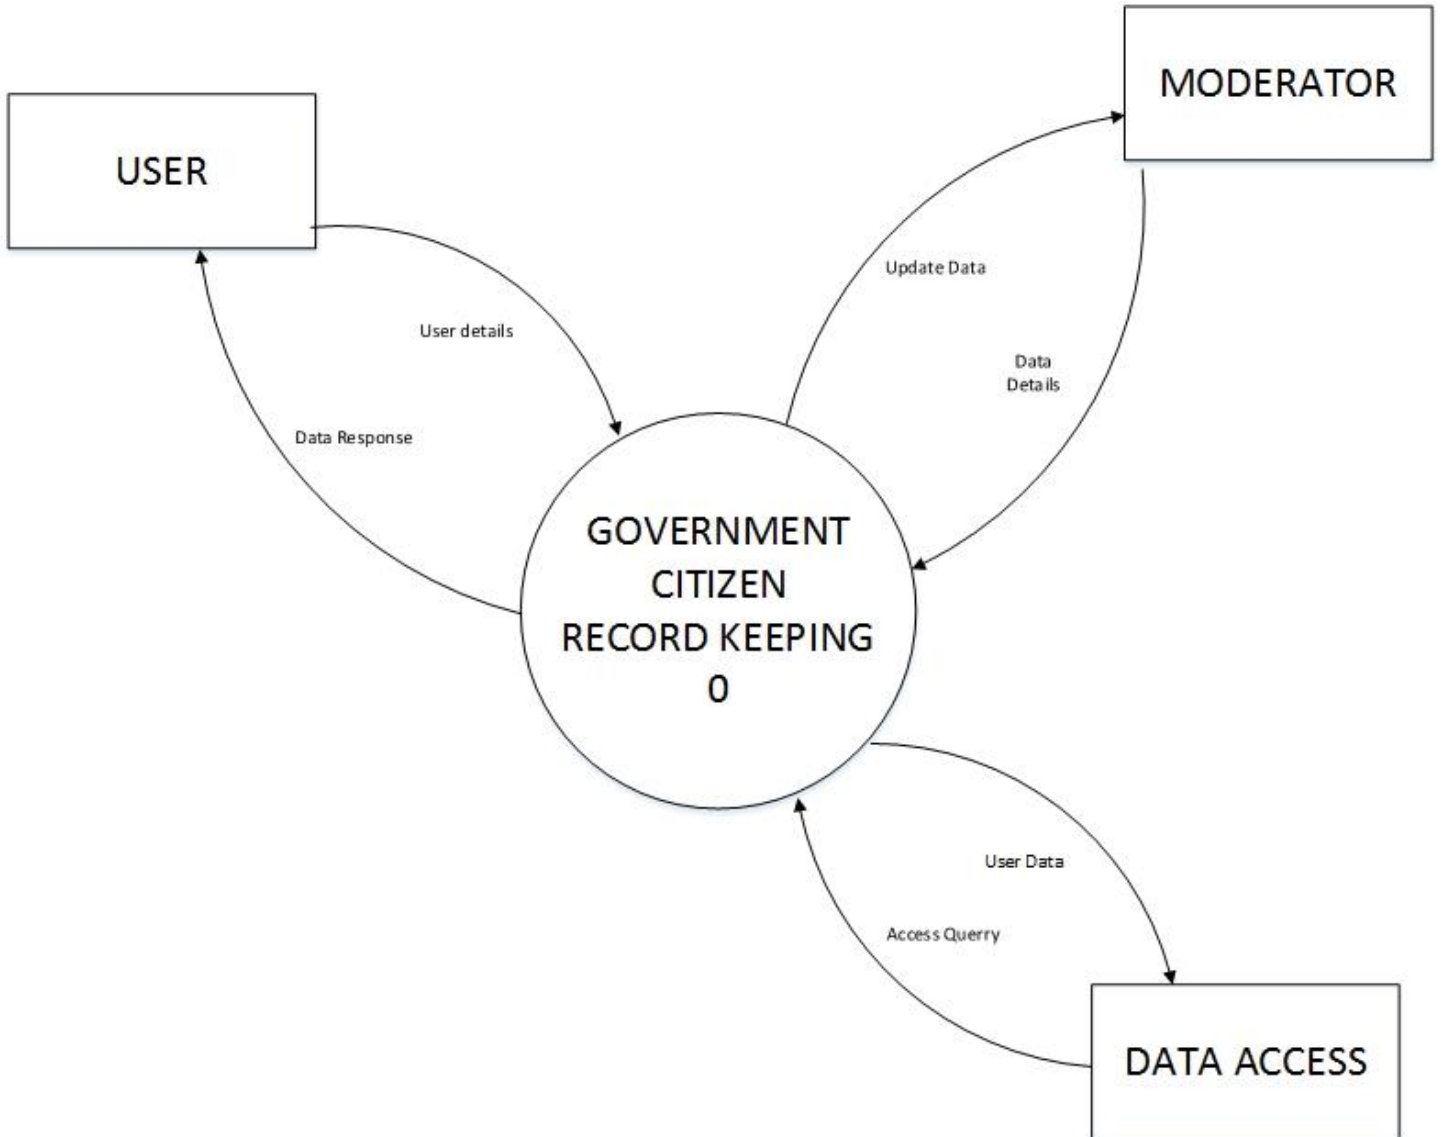 MODERATOR
USER
Update Data
User details
Data
Details
Data Response
GOVERNMENT
CITIZEN
RECORD KEEPING
0
User Data
Access Querry
DATA ACCESS